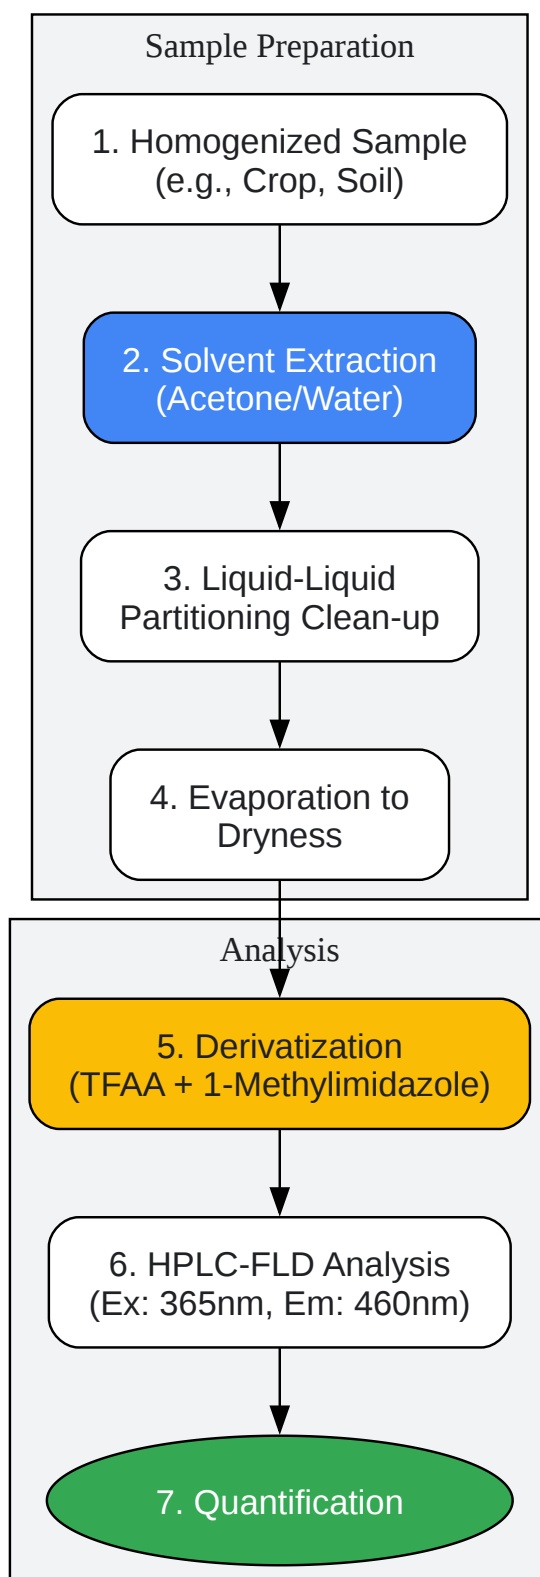 Sample Preparation
1. Homogenized Sample
(e.g., Crop, Soil)
2. Solvent Extraction
(Acetone/Water)
3. Liquid-Liquid
Partitioning Clean-up
4. Evaporation to
Dryness
Analysis
5. Derivatization
(TFAA + 1-Methylimidazole)
6. HPLC-FLD Analysis
(Ex: 365nm, Em: 460nm)
7. Quantification